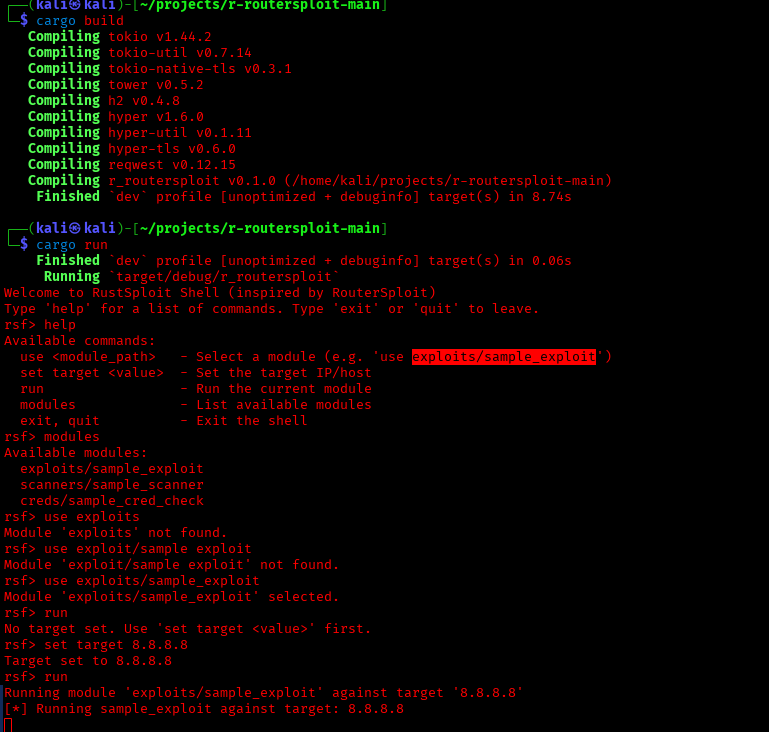 ┌──(kali㉿kali)-[~/projects/r-routersploit-main]
└─$ cargo build
   Compiling tokio v1.44.2
   Compiling tokio-util v0.7.14
   Compiling tokio-native-tls v0.3.1
   Compiling tower v0.5.2
   Compiling h2 v0.4.8
   Compiling hyper v1.6.0
   Compiling hyper-util v0.1.11
   Compiling hyper-tls v0.6.0
   Compiling reqwest v0.12.15
   Compiling r_routersploit v0.1.0 (/home/kali/projects/r-routersploit-main)
    Finished `dev` profile [unoptimized + debuginfo] target(s) in 8.74s
┌──(kali㉿kali)-[~/projects/r-routersploit-main]
└─$ cargo run
    Finished `dev` profile [unoptimized + debuginfo] target(s) in 0.06s
     Running `target/debug/r_routersploit`
Welcome to RustSploit Shell (inspired by RouterSploit)
Type 'help' for a list of commands. Type 'exit' or 'quit' to leave.
rsf> help
Available commands:
  use <module_path>   - Select a module (e.g. 'use exploits/sample_exploit')
  set target <value>  - Set the target IP/host
  run                 - Run the current module
  modules             - List available modules
  exit, quit          - Exit the shell
rsf> modules
Available modules:
  exploits/sample_exploit
  scanners/sample_scanner
  creds/sample_cred_check
rsf> use exploits
Module 'exploits' not found.
rsf> use exploit/sample exploit
Module 'exploit/sample exploit' not found.
rsf> use exploits/sample_exploit
Module 'exploits/sample_exploit' selected.
rsf> run
No target set. Use 'set target <value>' first.
rsf> set target 8.8.8.8
Target set to 8.8.8.8
rsf> run
Running module 'exploits/sample_exploit' against target '8.8.8.8'
[*] Running sample_exploit against target: 8.8.8.8